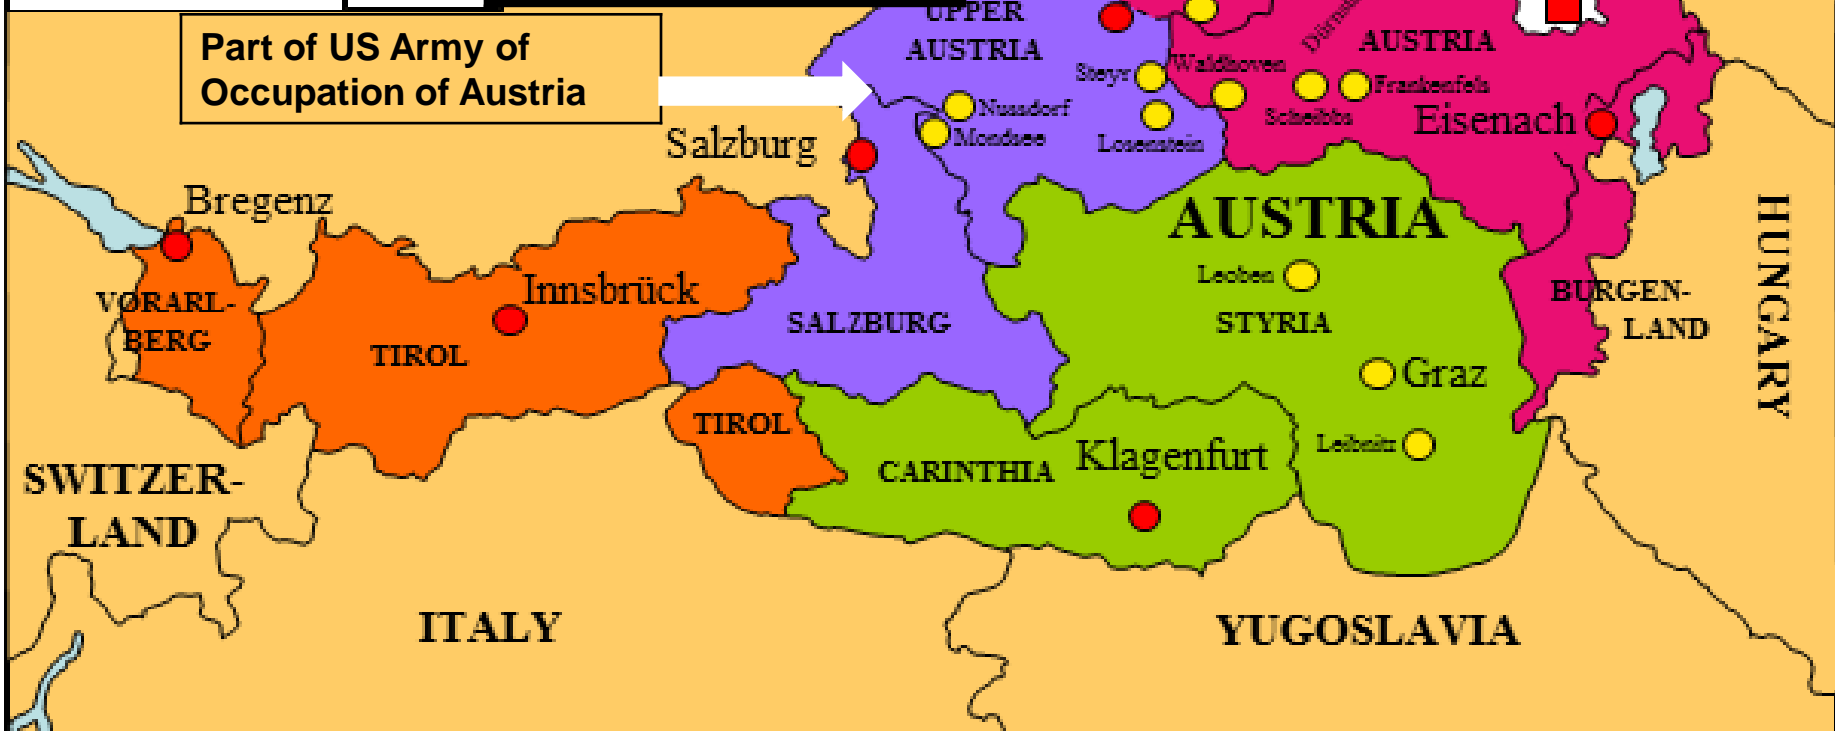 UPPER
AUSTRIA
Part of US Army of
Occupation of Austria
AUSTRIA
Steyr
Waldhoven
Frankenfels
Scheibbs
Nussdorf
Mondsee
Losenstein
Eisenach
Salzburg
Bregenz
AUSTRIA
HUNGARY
Leoben
Innsbrück
VORARL-
BERG
TIROL
SALZBURG
STYRIA
BURGEN-
LAND
Graz
TIROL
Leibnitz
CARINTHIA
Klagenfurt
SWITZER-
LAND
ITALY
YUGOSLAVIA